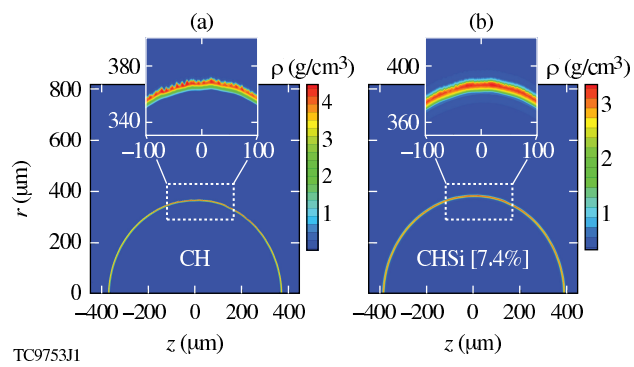 (a)
(b)
380
340
−100 0 100
400
360
−100 0 100
ρ (g/cm³)
4
3
2
1
ρ (g/cm³)
3
2
1
r (μm)
800
600
400
200
0
CH
CHSi [7.4%]
−400 −200 0 200 400
−400 −200 0 200 400
z (μm)
z (μm)
TC9753J1